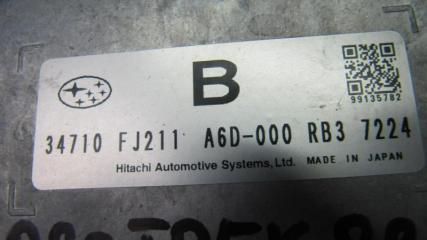 B
99135782
34710 FJ211 A6D-000 RB3 7224
Hitachi Automotive Systems, Ltd. MADE IN JAPAN